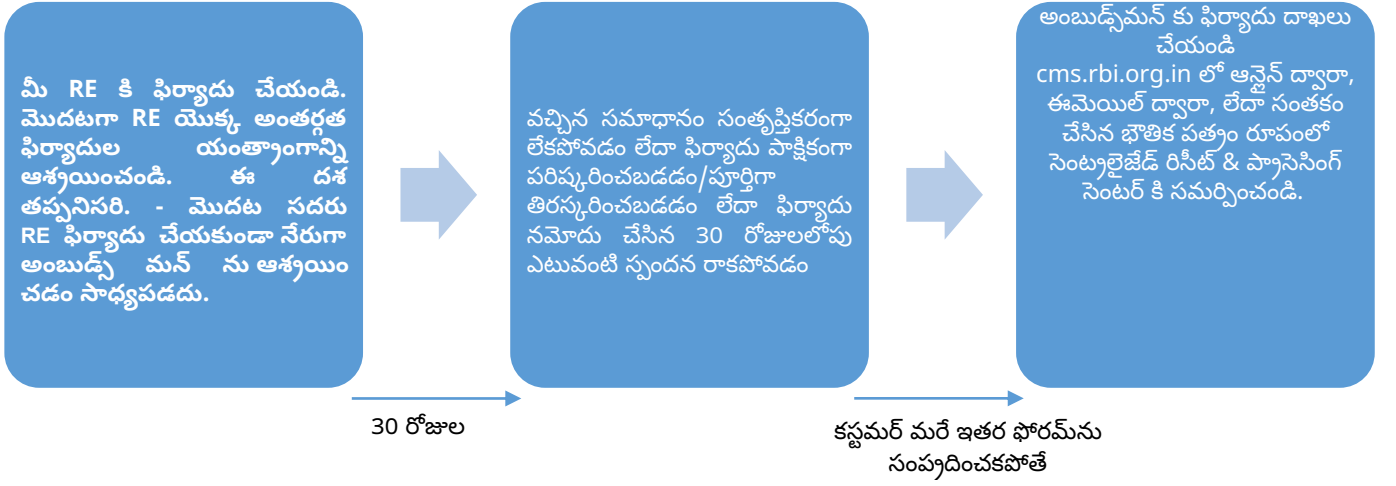 మీ RE కి ఫిర్యాదు చేయండి.
మొదటగా RE యొక్క అంతర్గత
ఫిర్యాదుల యంత్రాంగాన్ని
ఆశ్రయించండి. ఈ దశ
తప్పనిసరి. - మొదట సదరు
RE ఫిర్యాదు చేయకుండా నేరుగా
అంబుడ్స్ మన్ ను ఆశ్రయిం
చడం సాధ్యపడదు.
వచ్చిన సమాధానం సంతృప్తికరంగా
లేకపోవడం లేదా ఫిర్యాదు పాక్షికంగా
పరిష్కరించబడడం/పూర్తిగా
తిరస్కరించబడడం లేదా ఫిర్యాదు
నమోదు చేసిన 30 రోజులలోపు
ఎటువంటి స్పందన రాకపోవడం
అంబుడ్స్‌మన్ కు ఫిర్యాదు దాఖలు
చేయండి
cms.rbi.org.in లో ఆన్లైన్ ద్వారా,
ఈమెయిల్ ద్వారా, లేదా సంతకం
చేసిన భౌతిక పత్రం రూపంలో
సెంట్రలైజేడ్ రిసీట్ & ప్రాసెసింగ్
సెంటర్ కి సమర్పించండి.
30 రోజుల
కస్టమర్ మరే ఇతర ఫోరమ్‌ను
సంప్రదించకపోతే